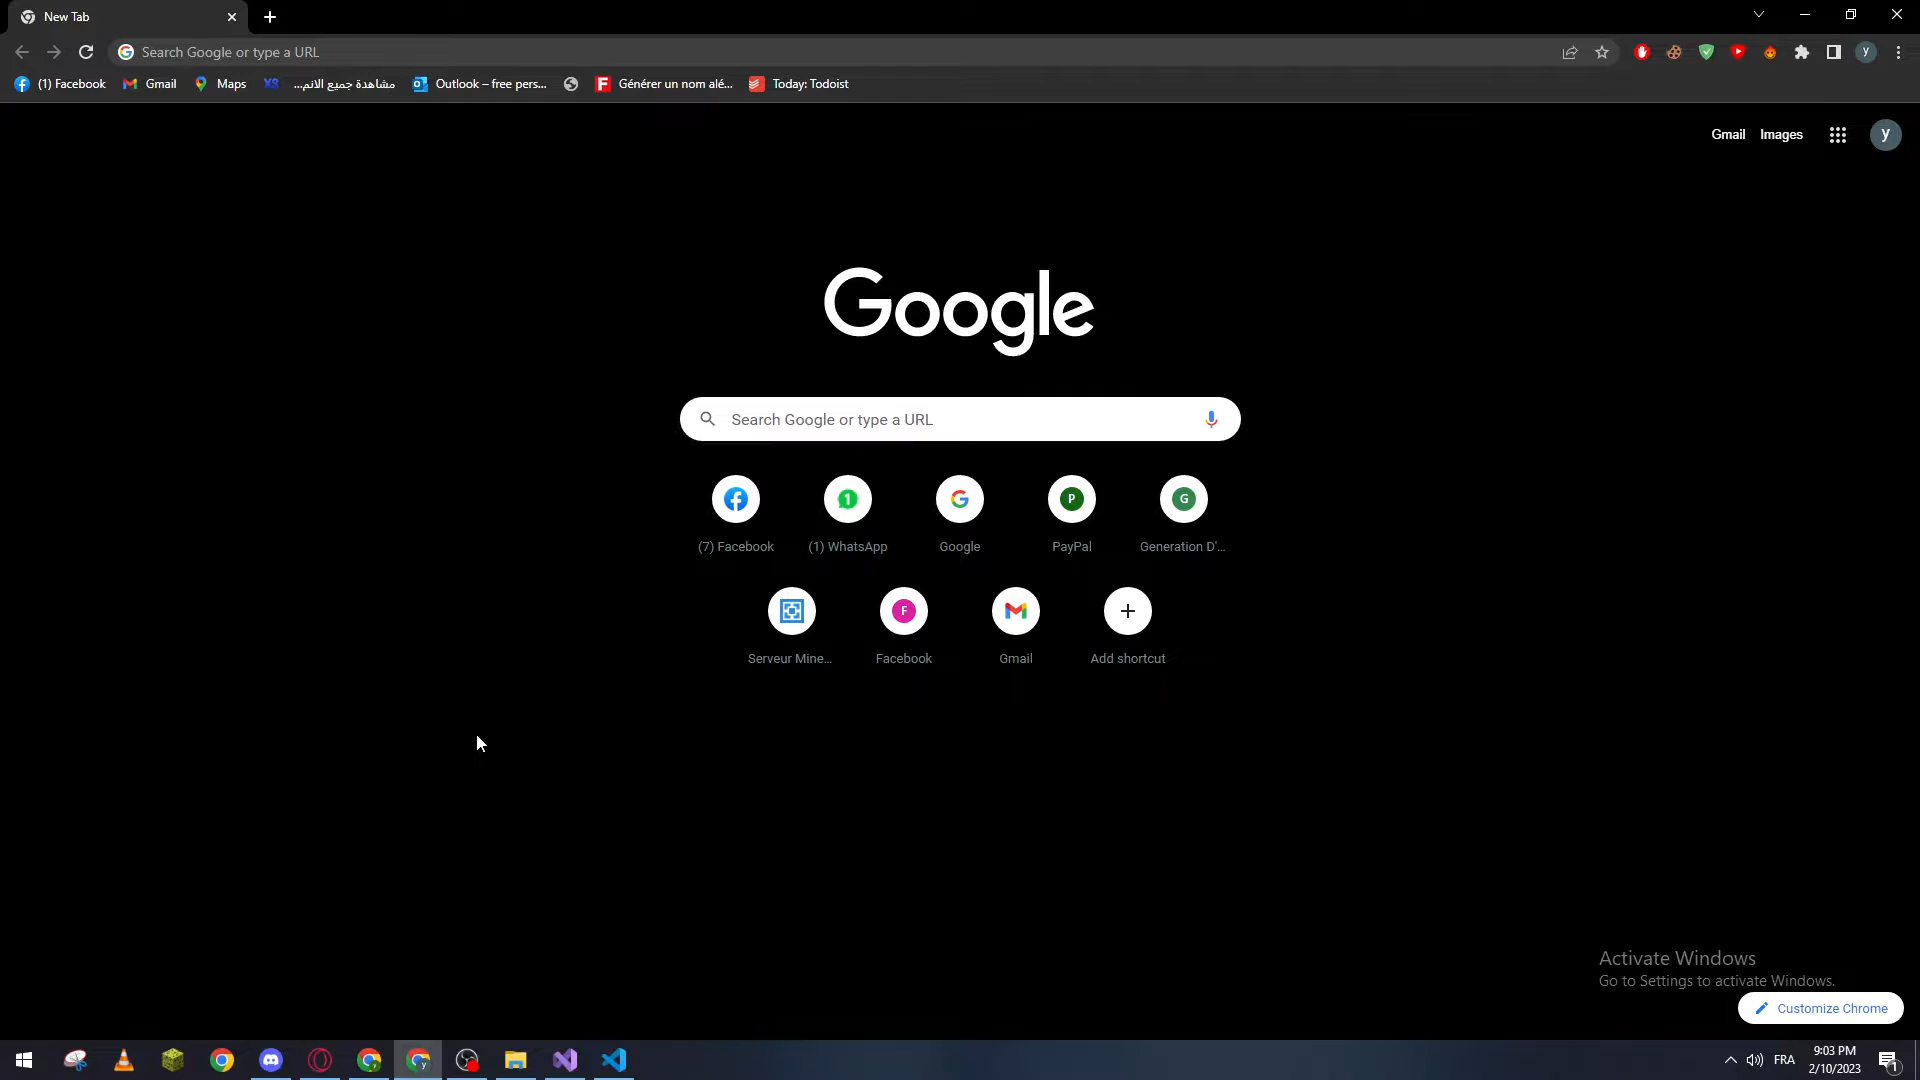 New Tab
Search Google or type a URL
(1) Facebook
Gmail
Maps
XS
مشاهدة جميع الانم...
Outlook – free pers...
Générer un nom alé...
Today: Todoist
Gmail
Images
y
Google
Search Google or type a URL
(7) Facebook
(1) WhatsApp
Google
PayPal
Generation D'...
Serveur Mine...
Facebook
Gmail
Add shortcut
Activate Windows
Go to Settings to activate Windows.
Customize Chrome
FRA
9:03 PM
2/10/2023